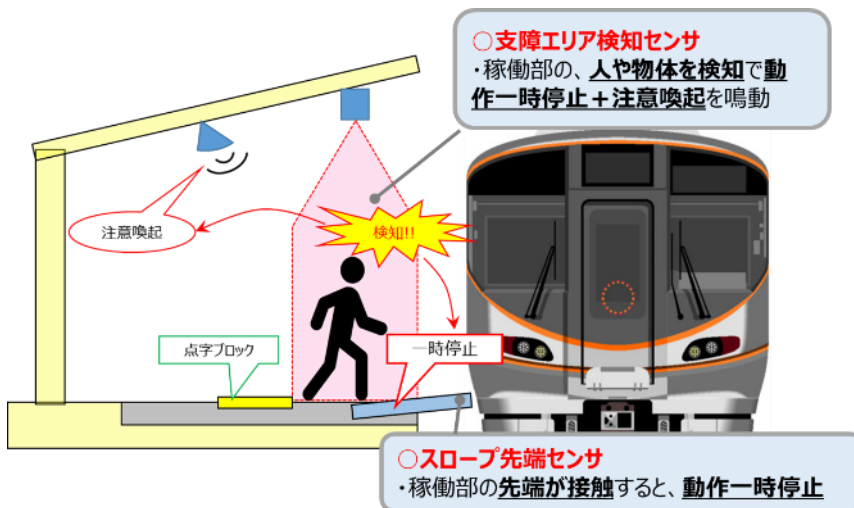 ○支障エリア検知センサ
・稼働部の、人や物体を検知で動
作一時停止＋注意喚起を鳴動
注意喚起
検知!!
点字ブロック
一時停止
○スロープ先端センサ
・稼働部の先端が接触すると、動作一時停止